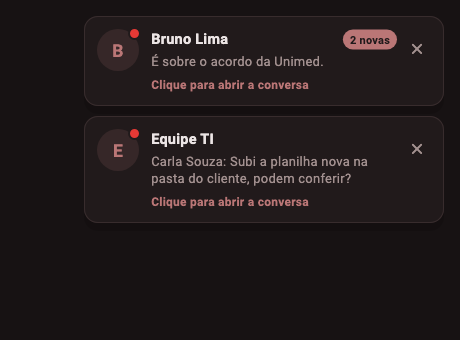 B
Bruno Lima
2 novas
É sobre o acordo da Unimed.
Clique para abrir a conversa
E
Equipe TI
Carla Souza: Subi a planilha nova na
pasta do cliente, podem conferir?
Clique para abrir a conversa